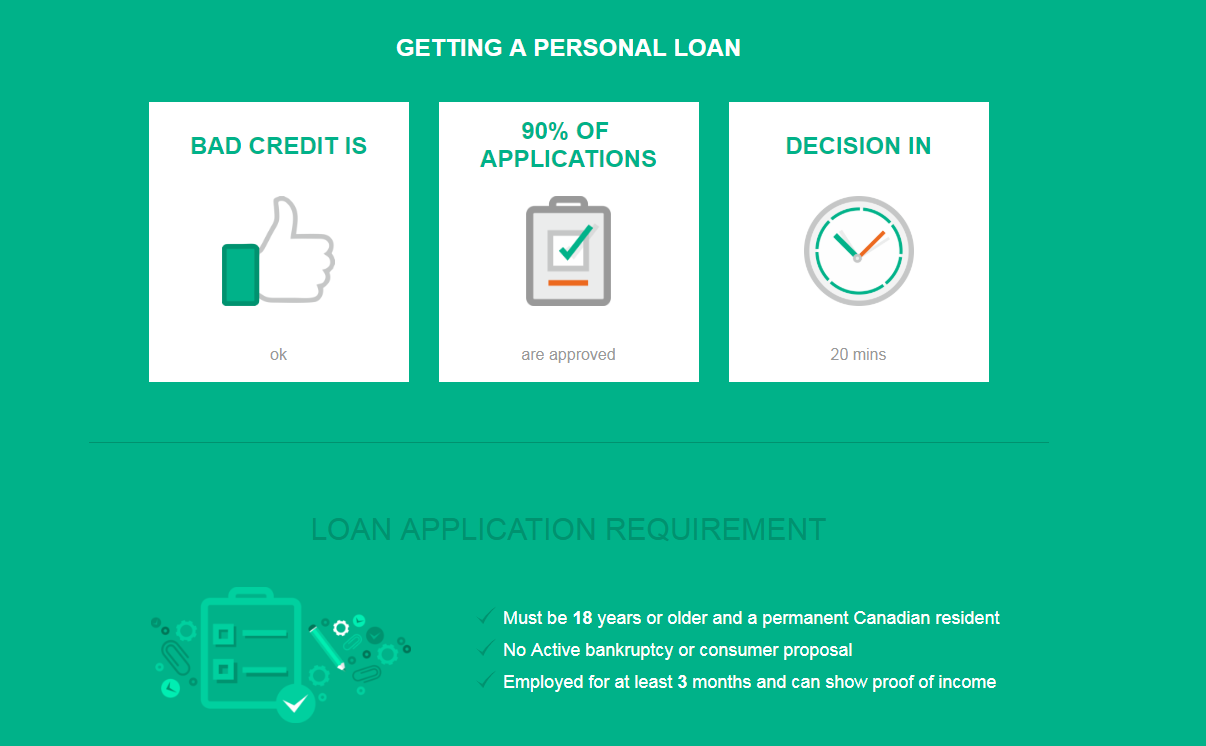 GETTING A PERSONAL LOAN
BAD CREDIT IS
ok
90% OF
APPLICATIONS
are approved
DECISION IN
20 mins
LOAN APPLICATION REQUIREMENT
Must be 18 years or older and a permanent Canadian resident
No Active bankruptcy or consumer proposal
Employed for at least 3 months and can show proof of income